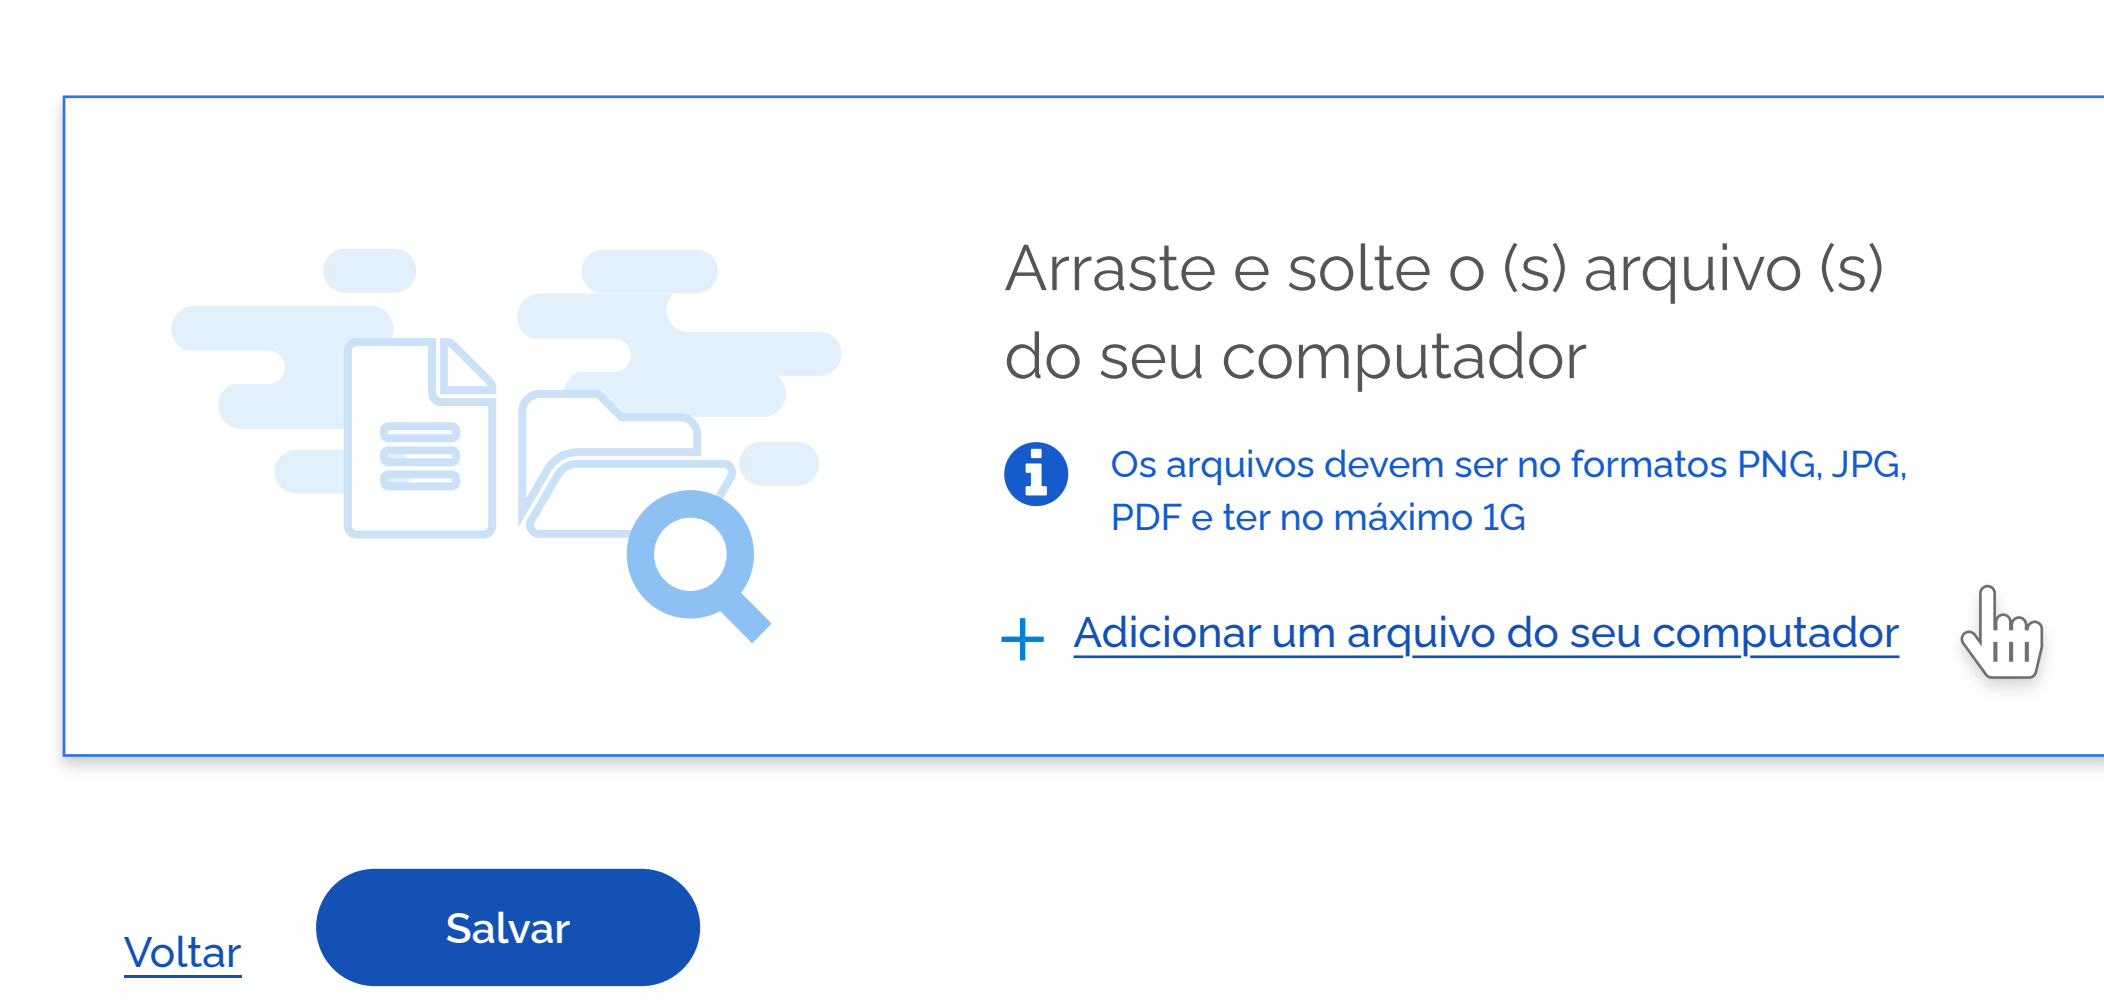 Arraste e solte o (s) arquivo (s)
do seu computador
Os arquivos devem ser no formatos PNG, JPG,
PDF e ter no máximo 1G
Adicionar um arquivo do seu computador
Voltar
Salvar